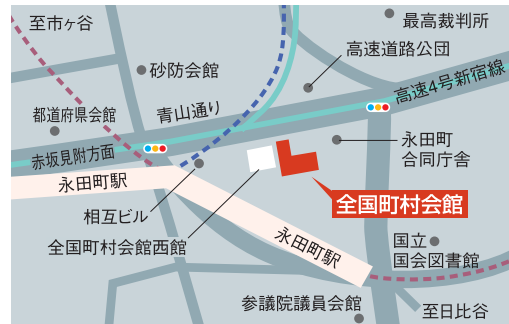 至市ヶ谷
最高裁判所
高速道路公団
砂防会館
高速4号新宿線
都道府県会館
青山通り
永田町
合同庁舎
赤坂見附方面
永田町駅
全国町村会館
相互ビル
全国町村会館西館
永田町駅
国立
国会図書館
参議院議員会館
至日比谷